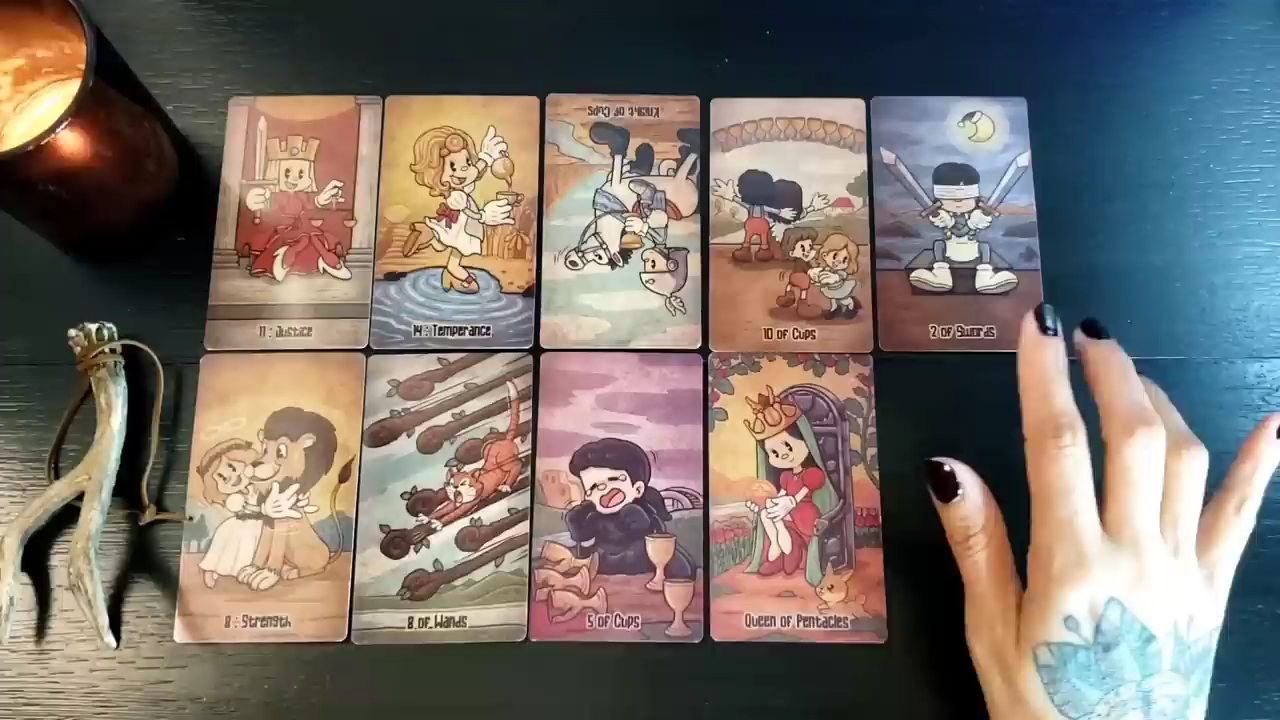 11 : Justice
14 : Temperance
Knight of Cups
10 of Cups
2 of Swords
8 : Strength
8 of Wands
5 of Cups
Queen of Pentacles